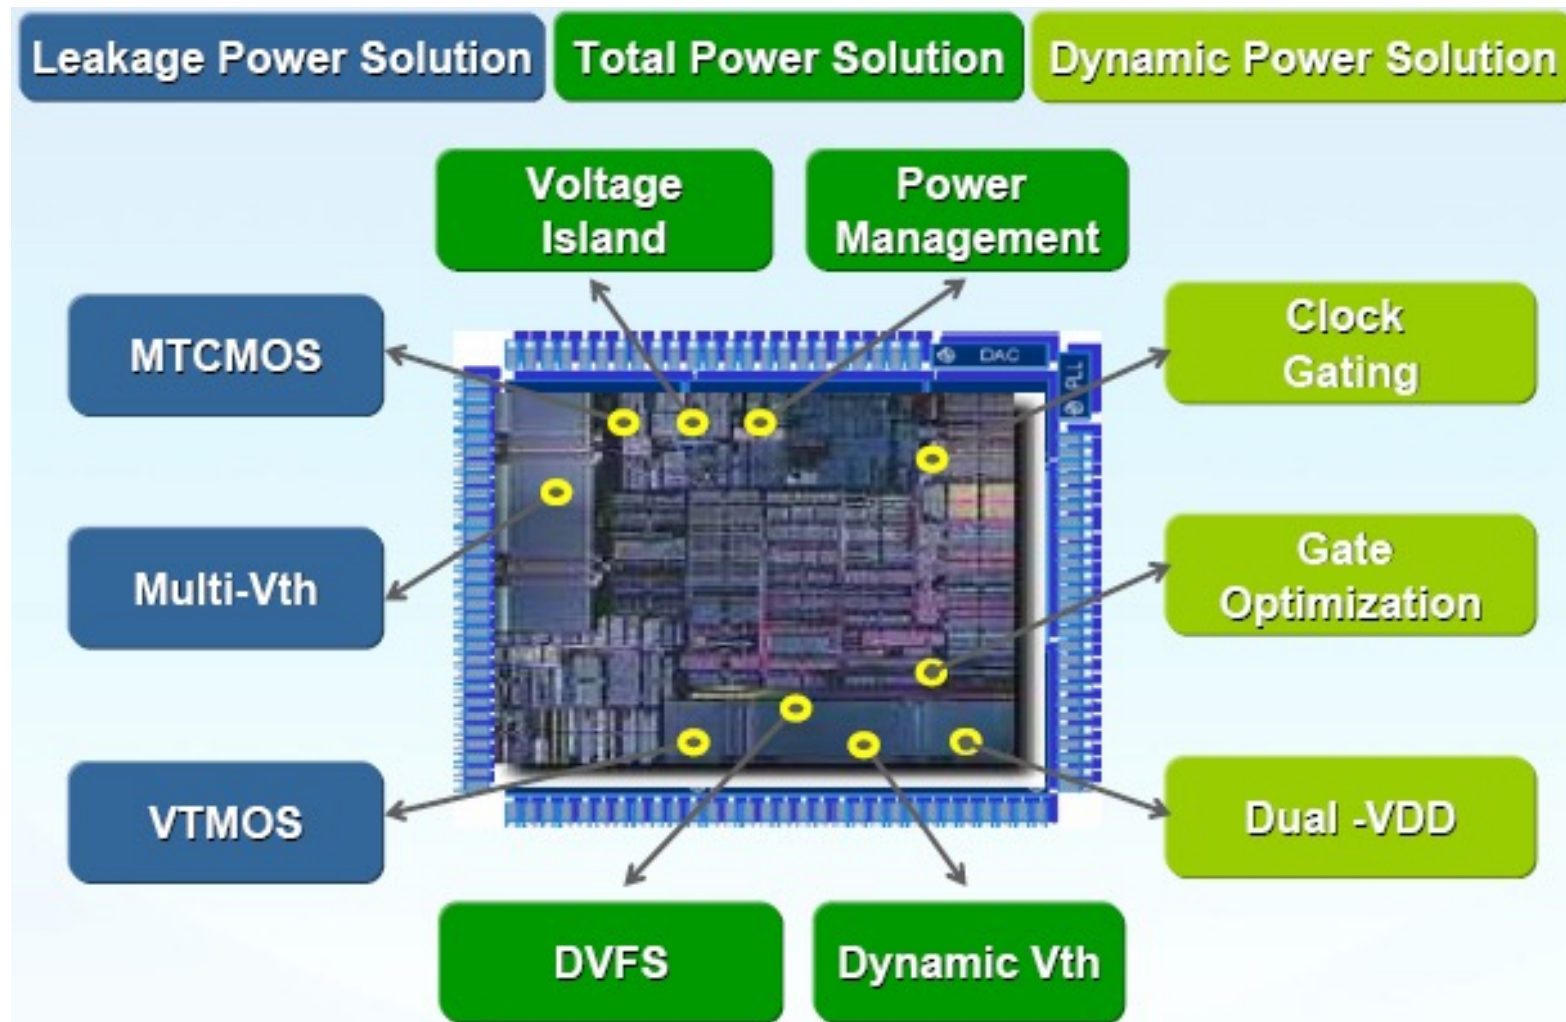 Leakage Power Solution
Total Power Solution
Dynamic Power Solution
Voltage
Island
Power
Management
MTCMOS
Clock
Gating
DAC
PLL
Multi-Vth
Gate
Optimization
VTMOS
Dual -VDD
DVFS
Dynamic Vth